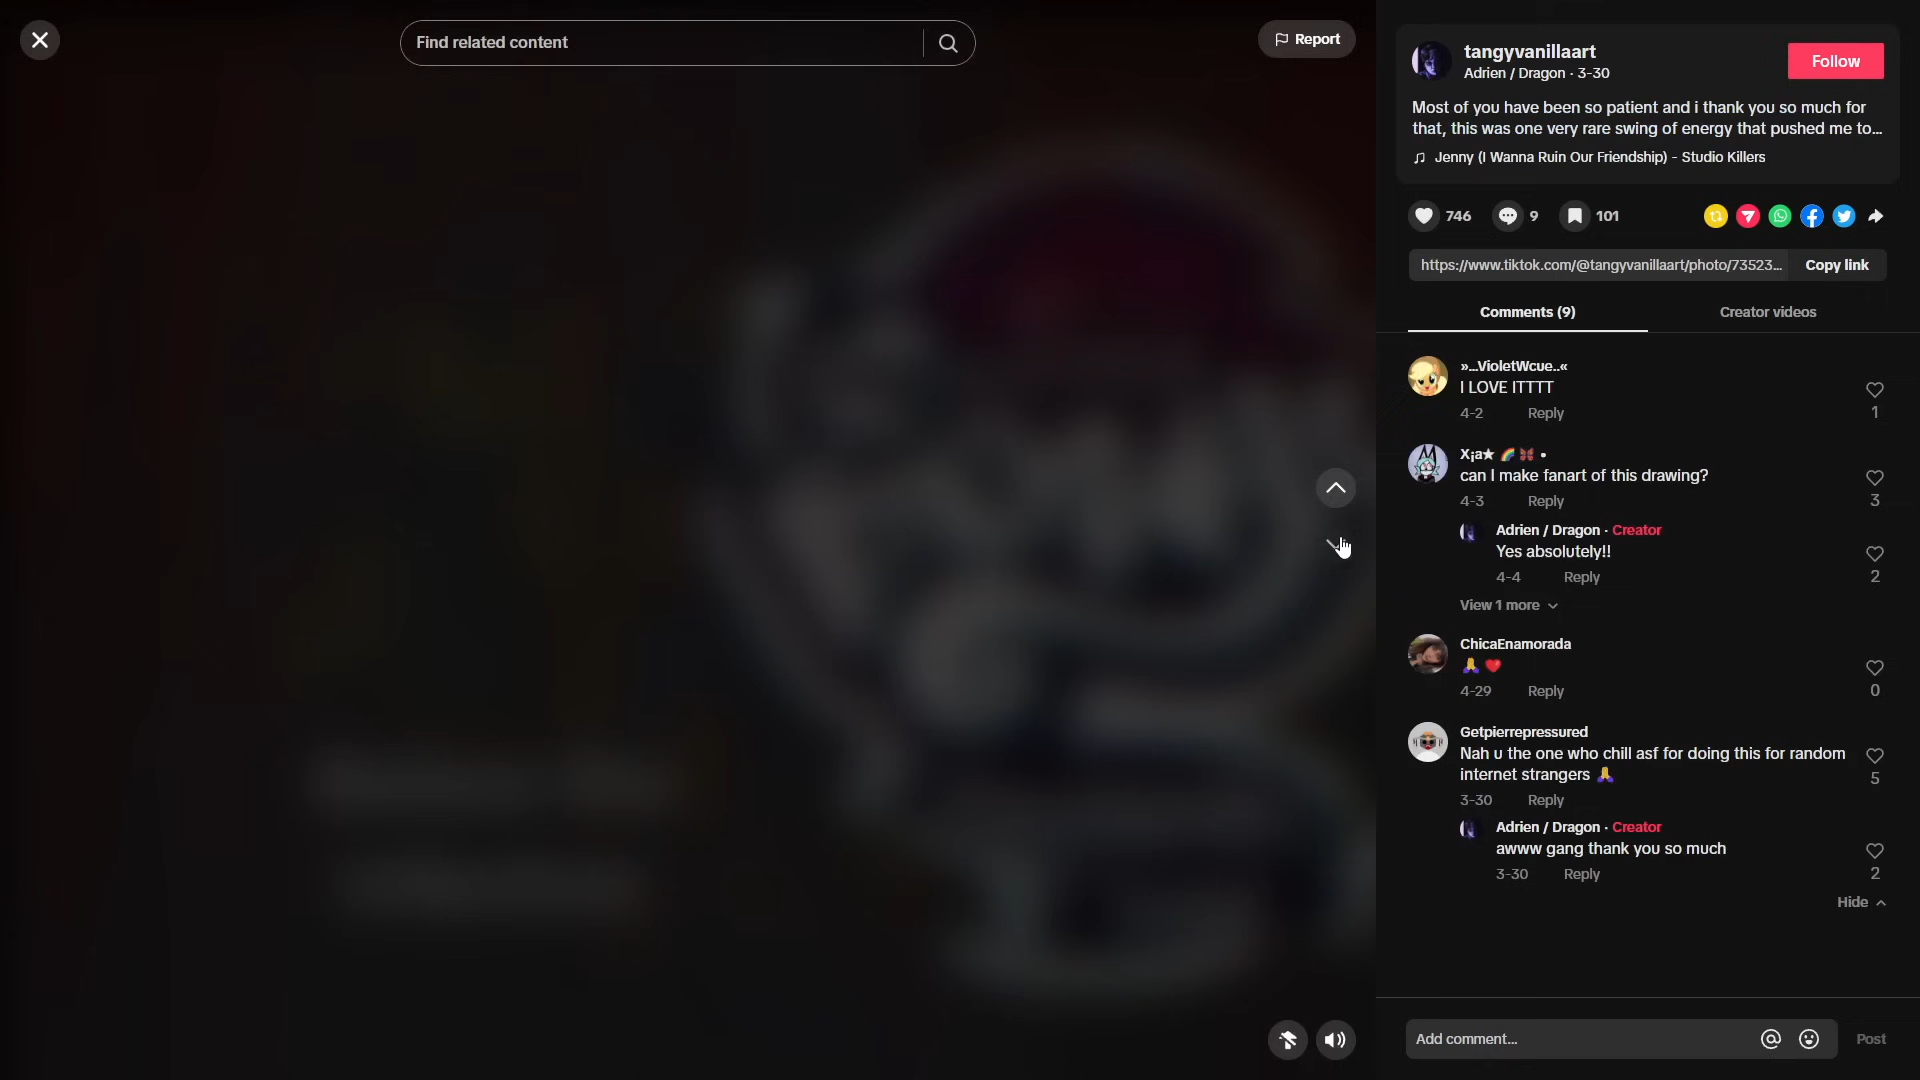 Find related content
Report
tangyvanillaart
Adrien / Dragon · 3-30
Follow
Most of you have been so patient and i thank you so much for
that, this was one very rare swing of energy that pushed me to...
Jenny (I Wanna Ruin Our Friendship) - Studio Killers
746
9
101
https://www.tiktok.com/@tangyvanillaart/photo/73523...
Copy link
Comments (9)
Creator videos
»...VioletWcue..«
I LOVE ITTTT
4-2
Reply
1
X¡a★ 🌈🦋 •
can I make fanart of this drawing?
4-3
Reply
3
Adrien / Dragon · Creator
Yes absolutely!!
4-4
Reply
2
View 1 more
ChicaEnamorada
🙏❤️
4-29
Reply
0
Getpierrepressured
Nah u the one who chill asf for doing this for random
internet strangers 🙏
3-30
Reply
5
Adrien / Dragon · Creator
awww gang thank you so much
3-30
Reply
2
Hide
Add comment...
Post